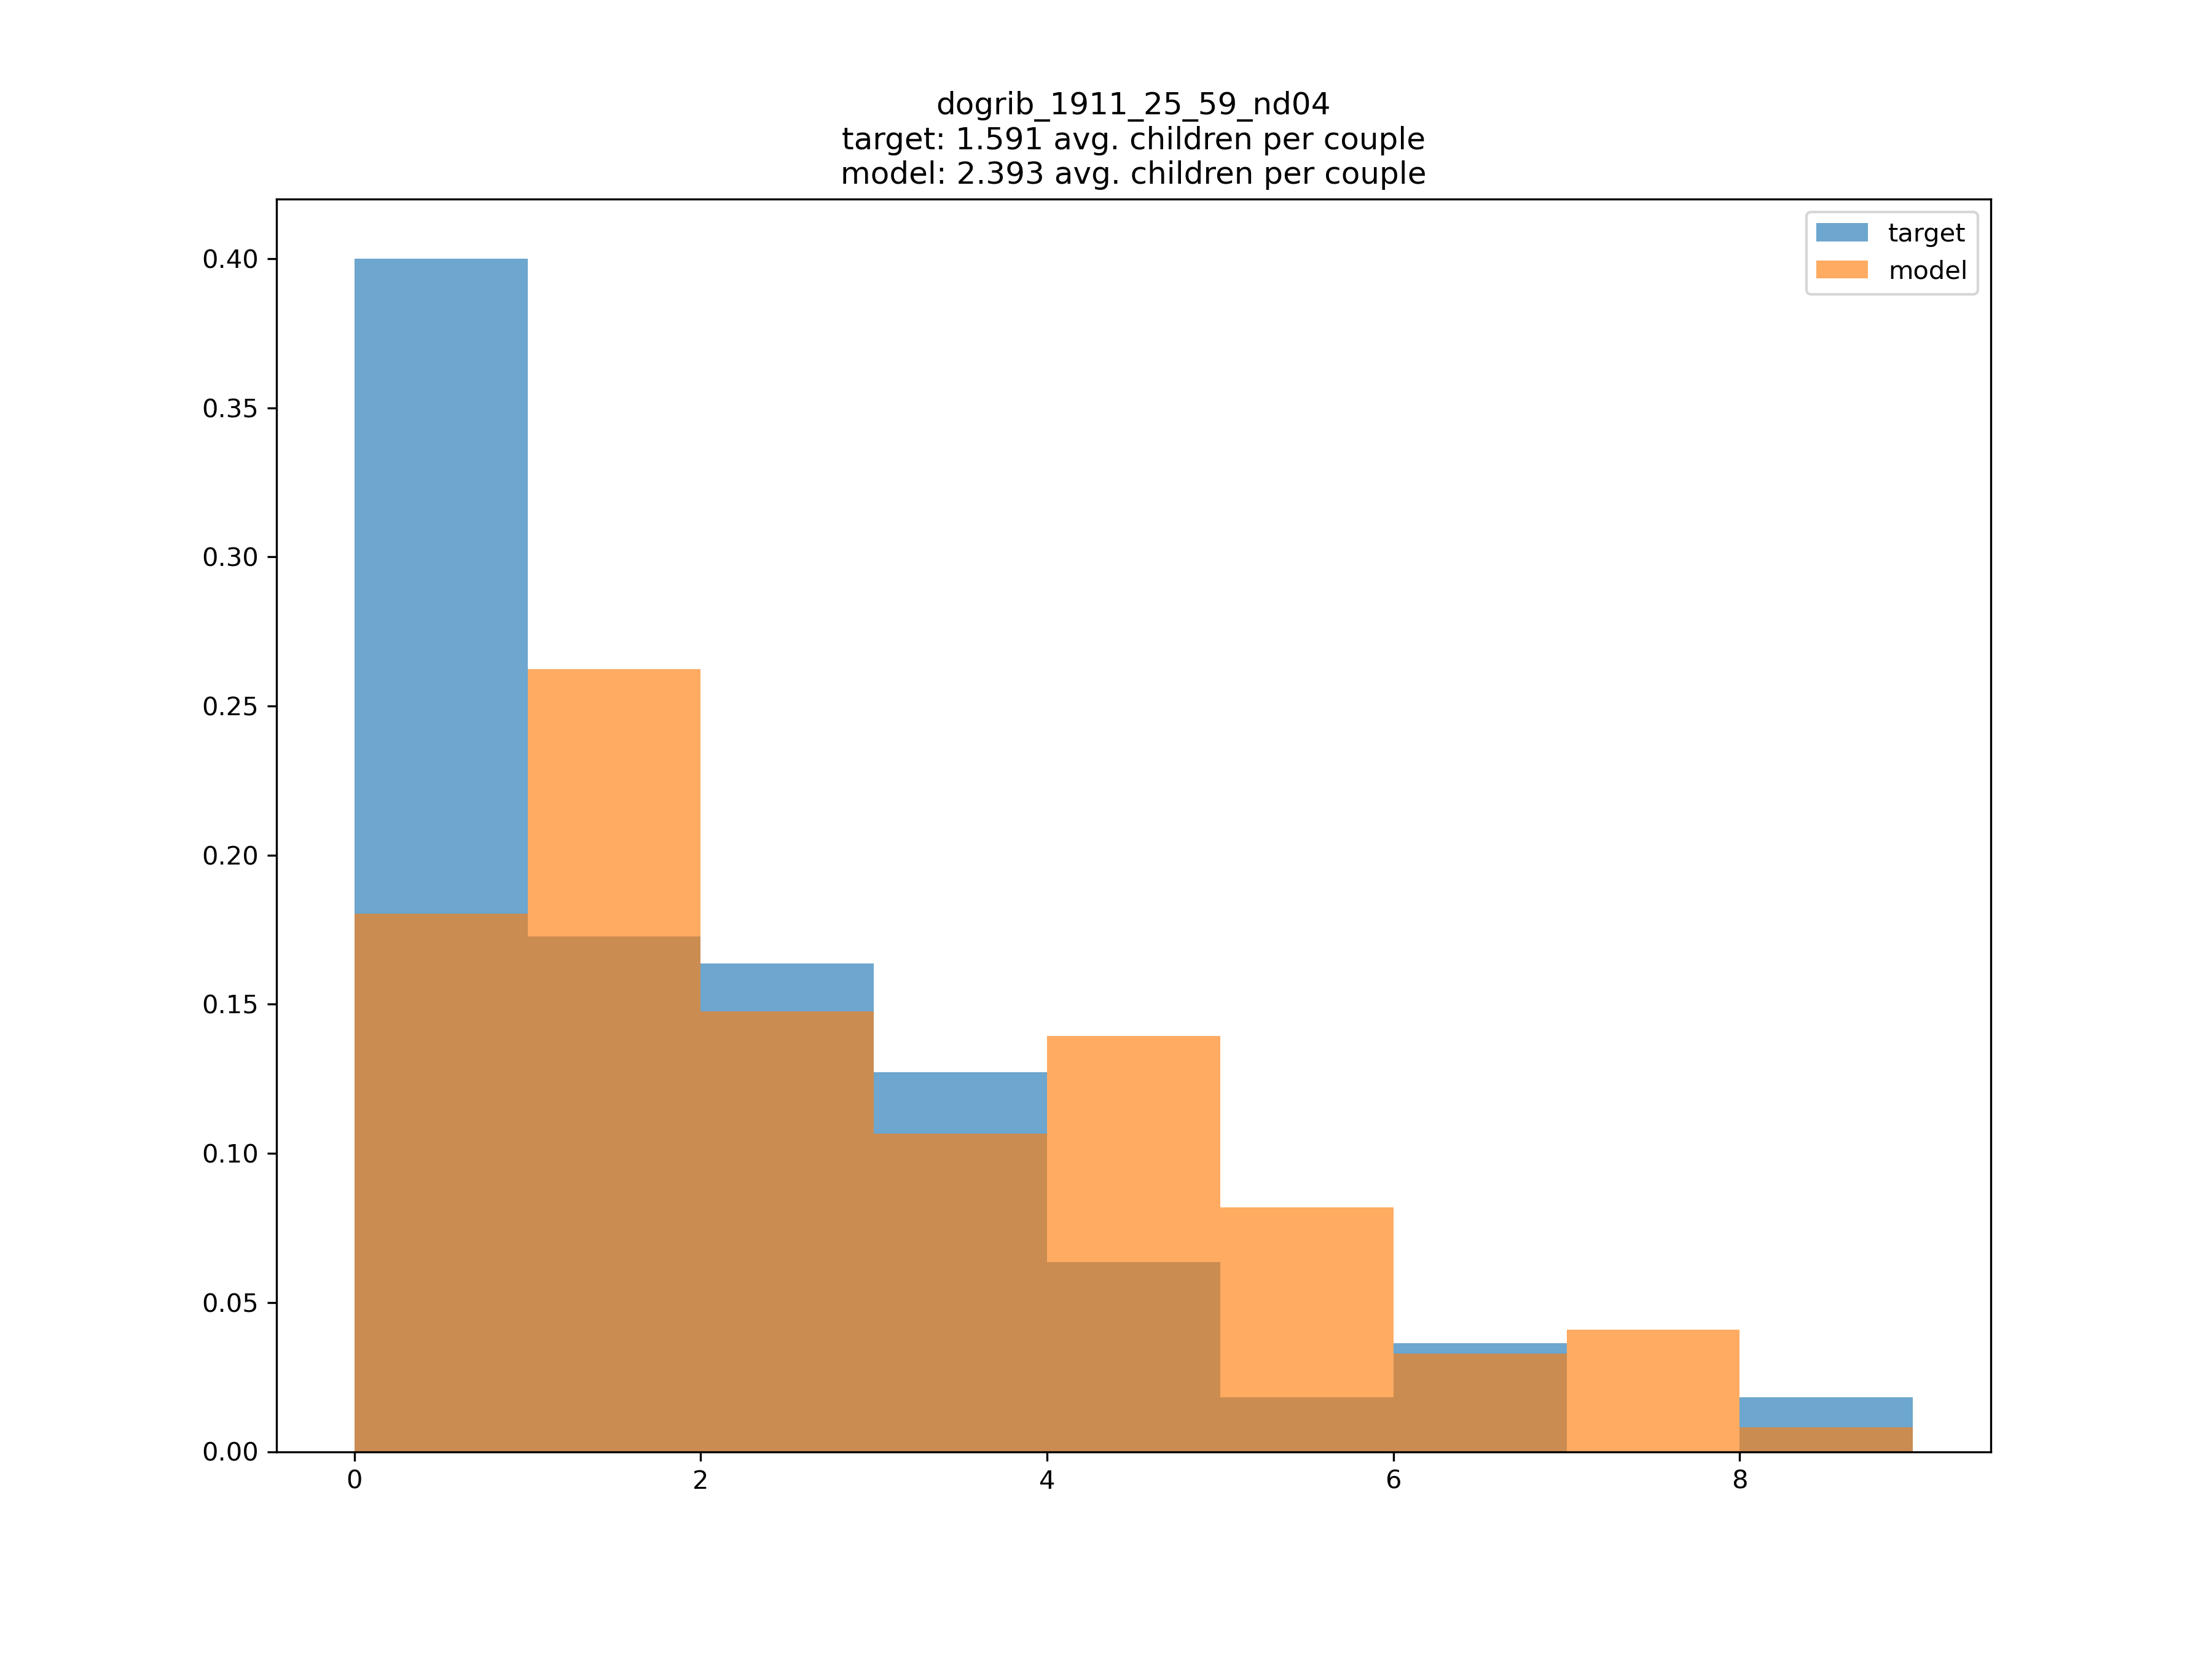 dogrib_1911_25_59_nd04
target: 1.591 avg. children per couple
model: 2.393 avg. children per couple
target
model
0.40
0.35
0.30
0.25
0.20
0.15
0.10
0.05
0.00
0 2 4 6 8